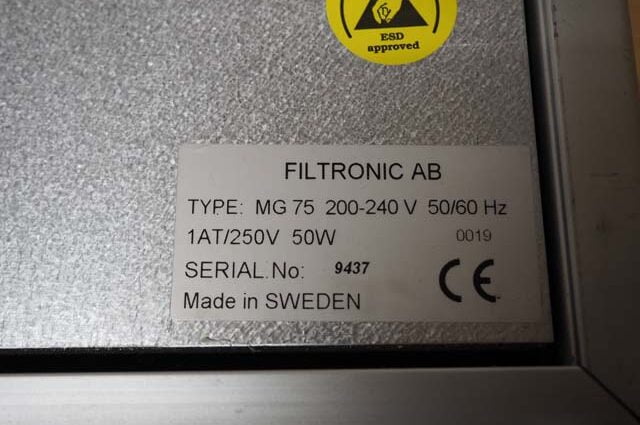 ESD
approved
FILTRONIC AB
TYPE: MG 75 200-240 V 50/60 Hz
1AT/250V 50W 0019
SERIAL.No: 9437
Made in SWEDEN CE